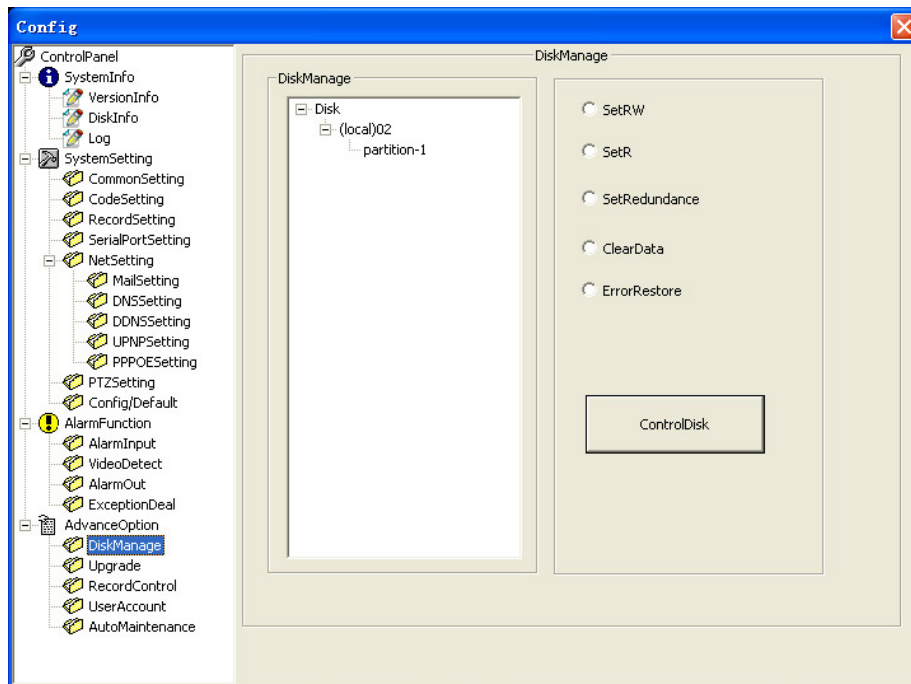 Config
ControlPanel
SystemInfo
VersionInfo
DiskInfo
Log
SystemSetting
CommonSetting
CodeSetting
RecordSetting
SerialPortSetting
NetSetting
MailSetting
DNSSetting
DDNSSetting
UPNPSetting
PPPOESetting
PTZSetting
Config/Default
AlarmFunction
AlarmInput
VideoDetect
AlarmOut
ExceptionDeal
AdvanceOption
DiskManage
Upgrade
RecordControl
UserAccount
AutoMaintenance
DiskManage
DiskManage
Disk
(local)02
partition-1
SetRW
SetR
SetRedundance
ClearData
ErrorRestore
ControlDisk